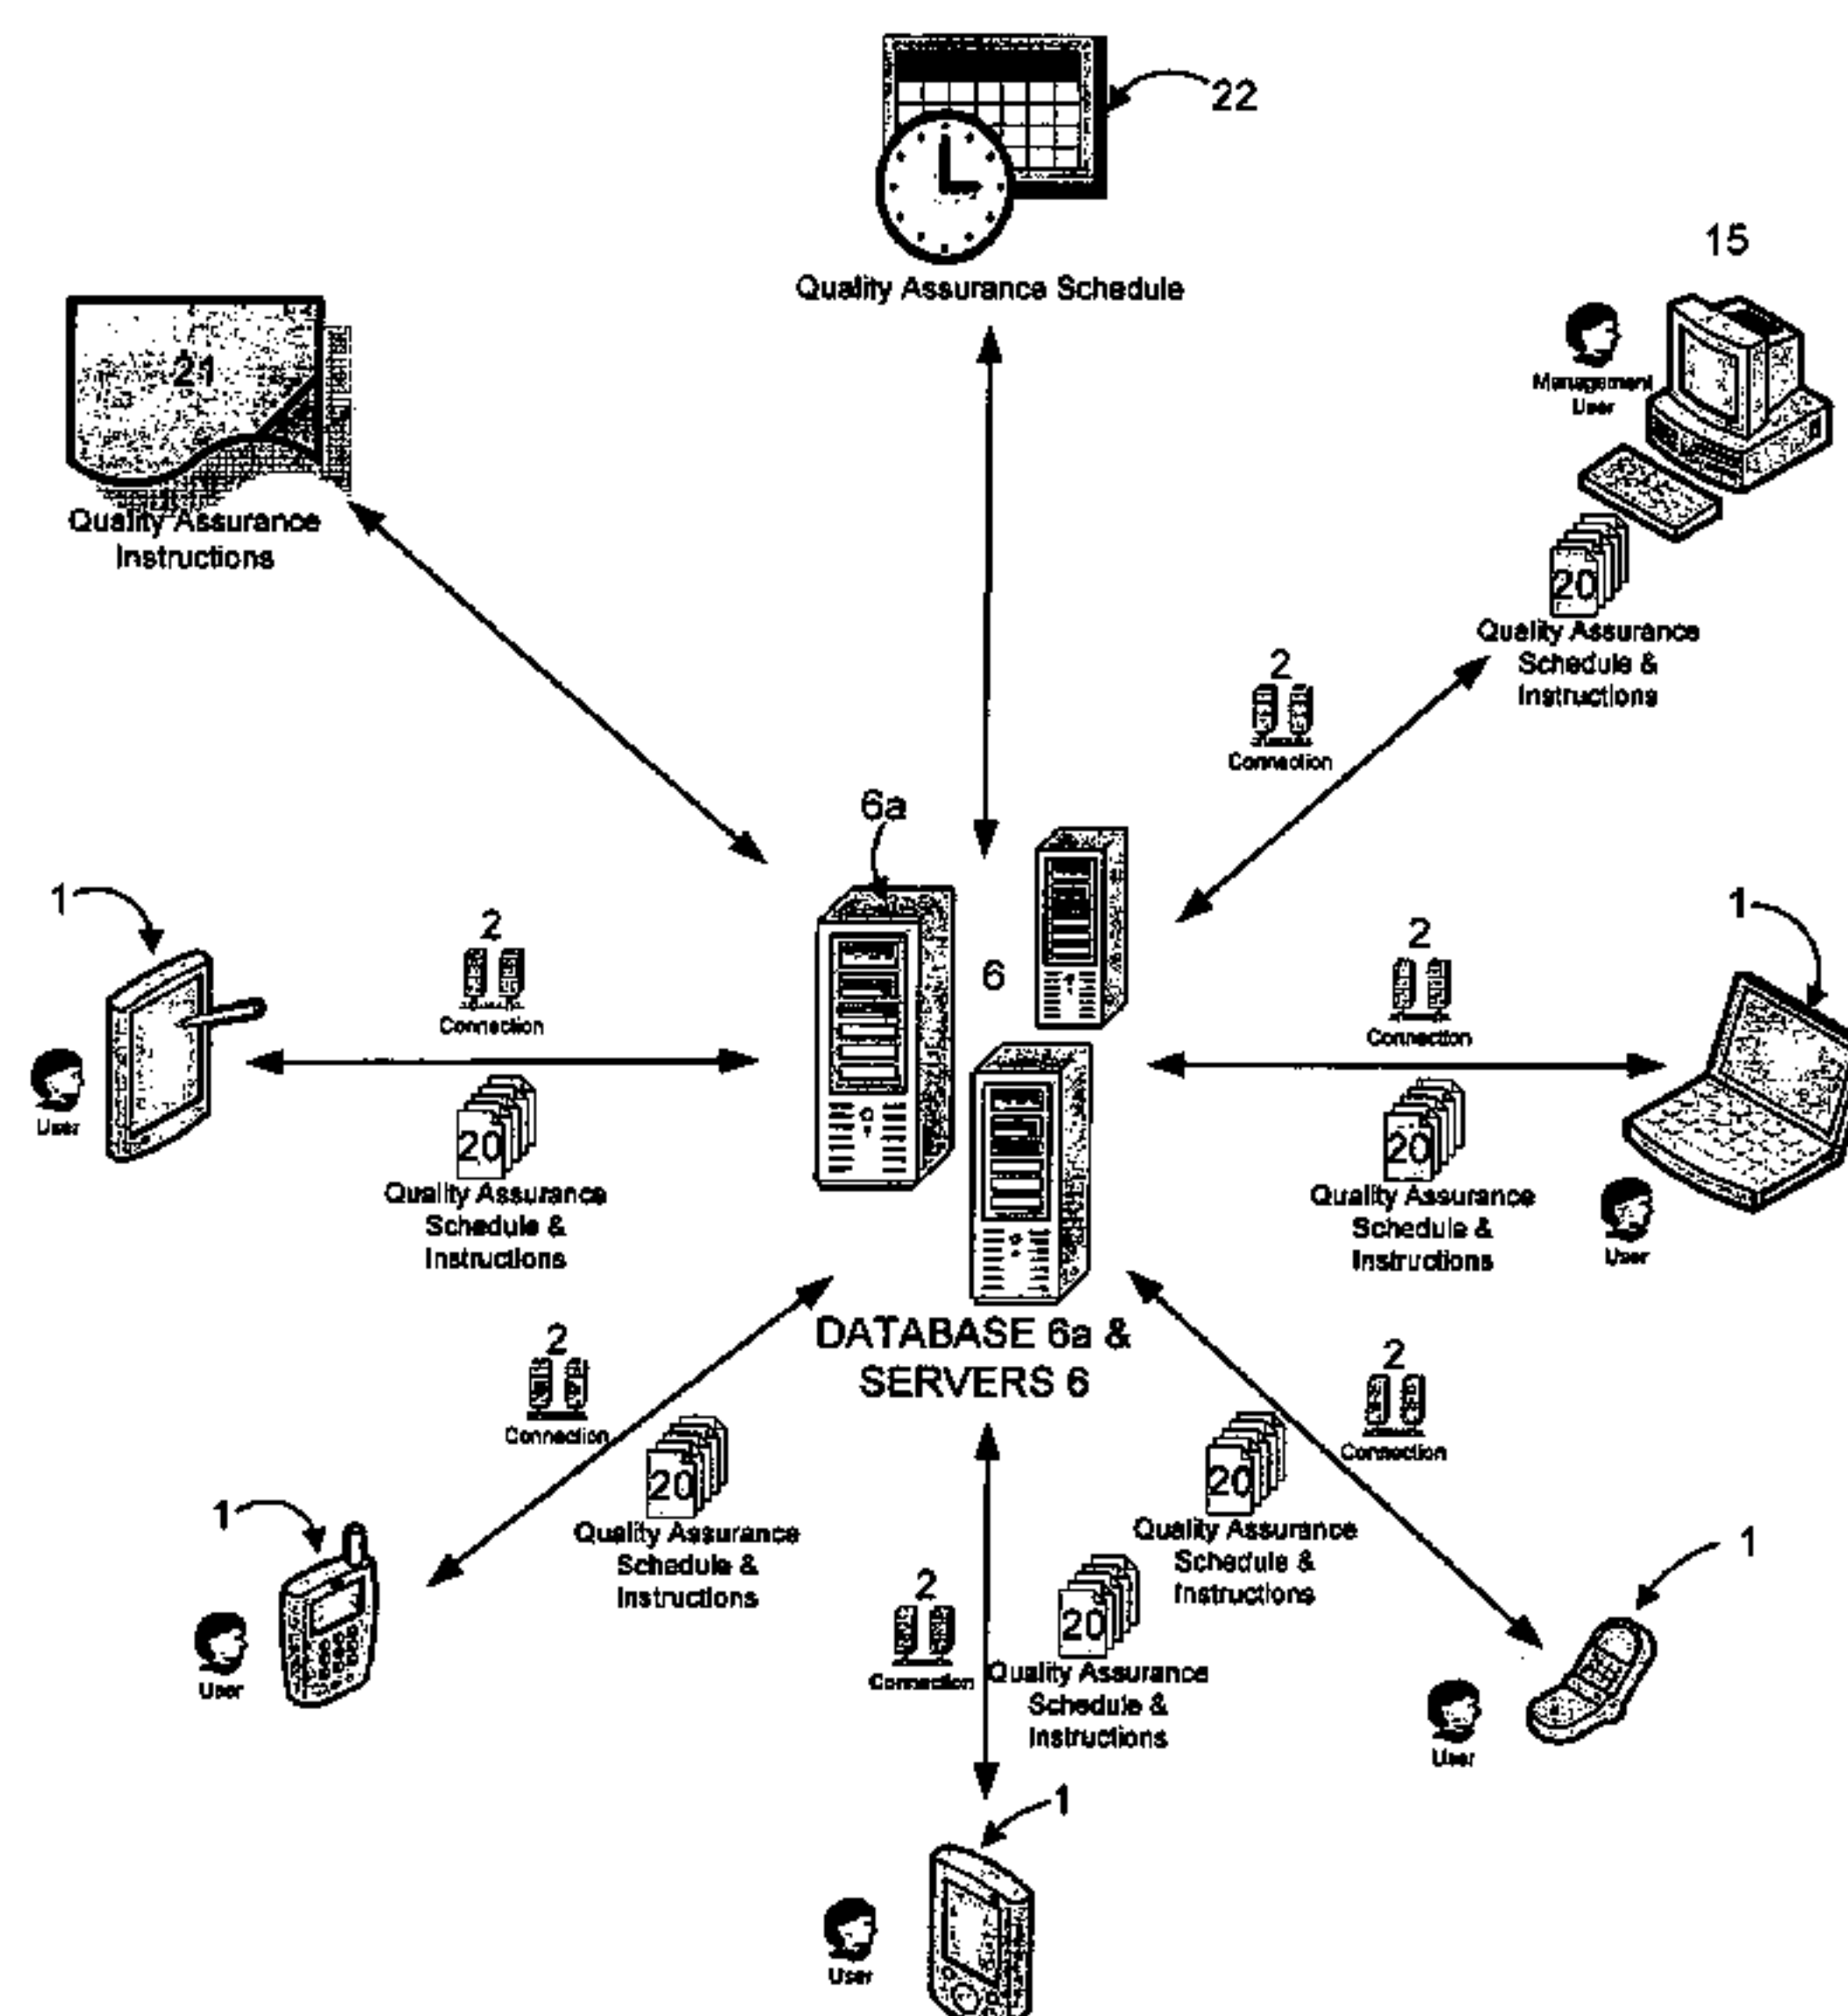 22
Quality Assurance Schedule
15
Management
User
21
Quality Assurance
Instructions
20
Quality Assurance
Schedule &
Instructions
2
Connection
6a
6
1
2
Connection
User
20
Quality Assurance
Schedule &
Instructions
1
2
Connection
20
Quality Assurance
Schedule &
Instructions
User
DATABASE 6a &
SERVERS 6
2
Connection
20
Quality Assurance
Schedule &
Instructions
1
User
2
Connection
20
Quality Assurance
Schedule &
Instructions
1
User
2
Connection
20
Quality Assurance
Schedule &
Instructions
1
User